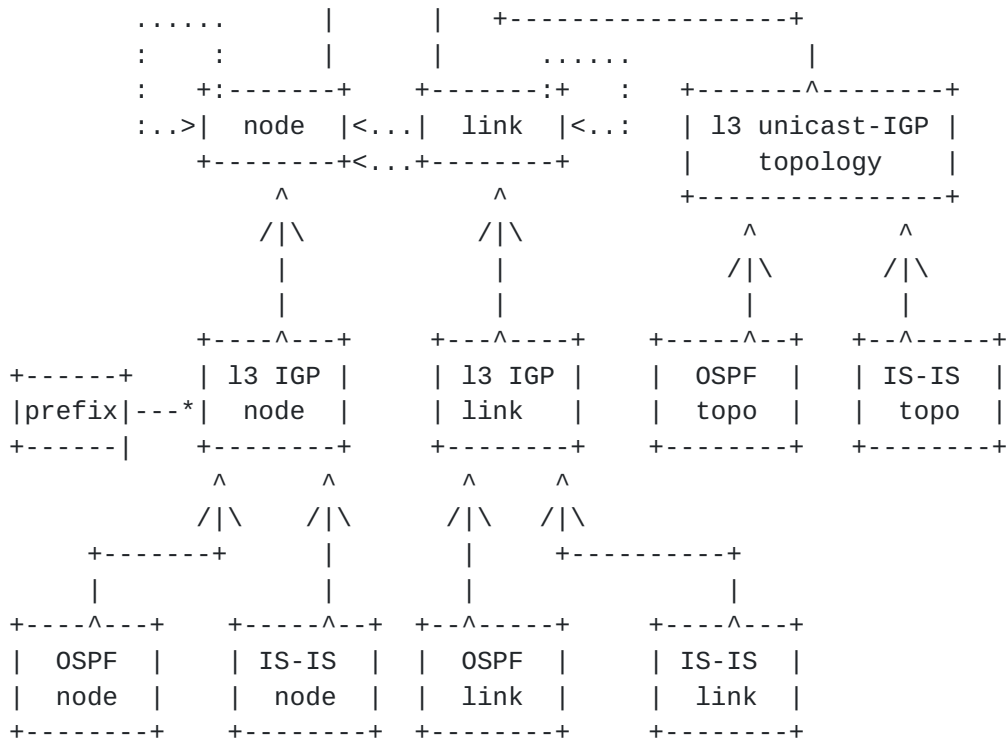 node link l3 unicast-IGP
topology
l3 IGP l3 IGP OSPF IS-IS
prefix node link topo topo
OSPF IS-IS OSPF IS-IS
node node link link